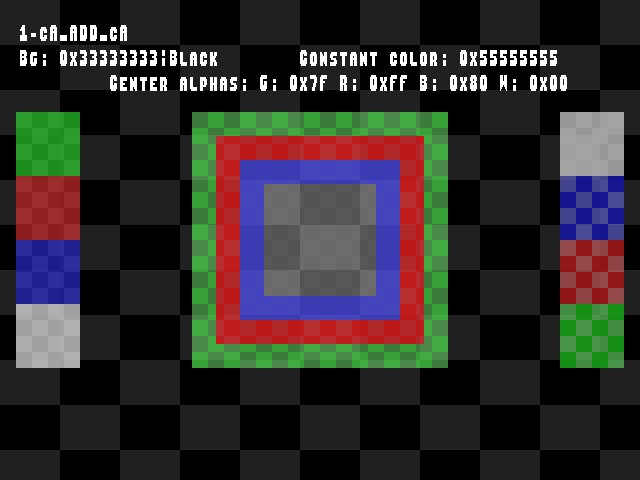 1-cA_ADD_cA
Bg: 0x33333333¦Black Constant color: 0x55555555
Center alphas: G: 0x7f R: 0xff B: 0x80 W: 0x00